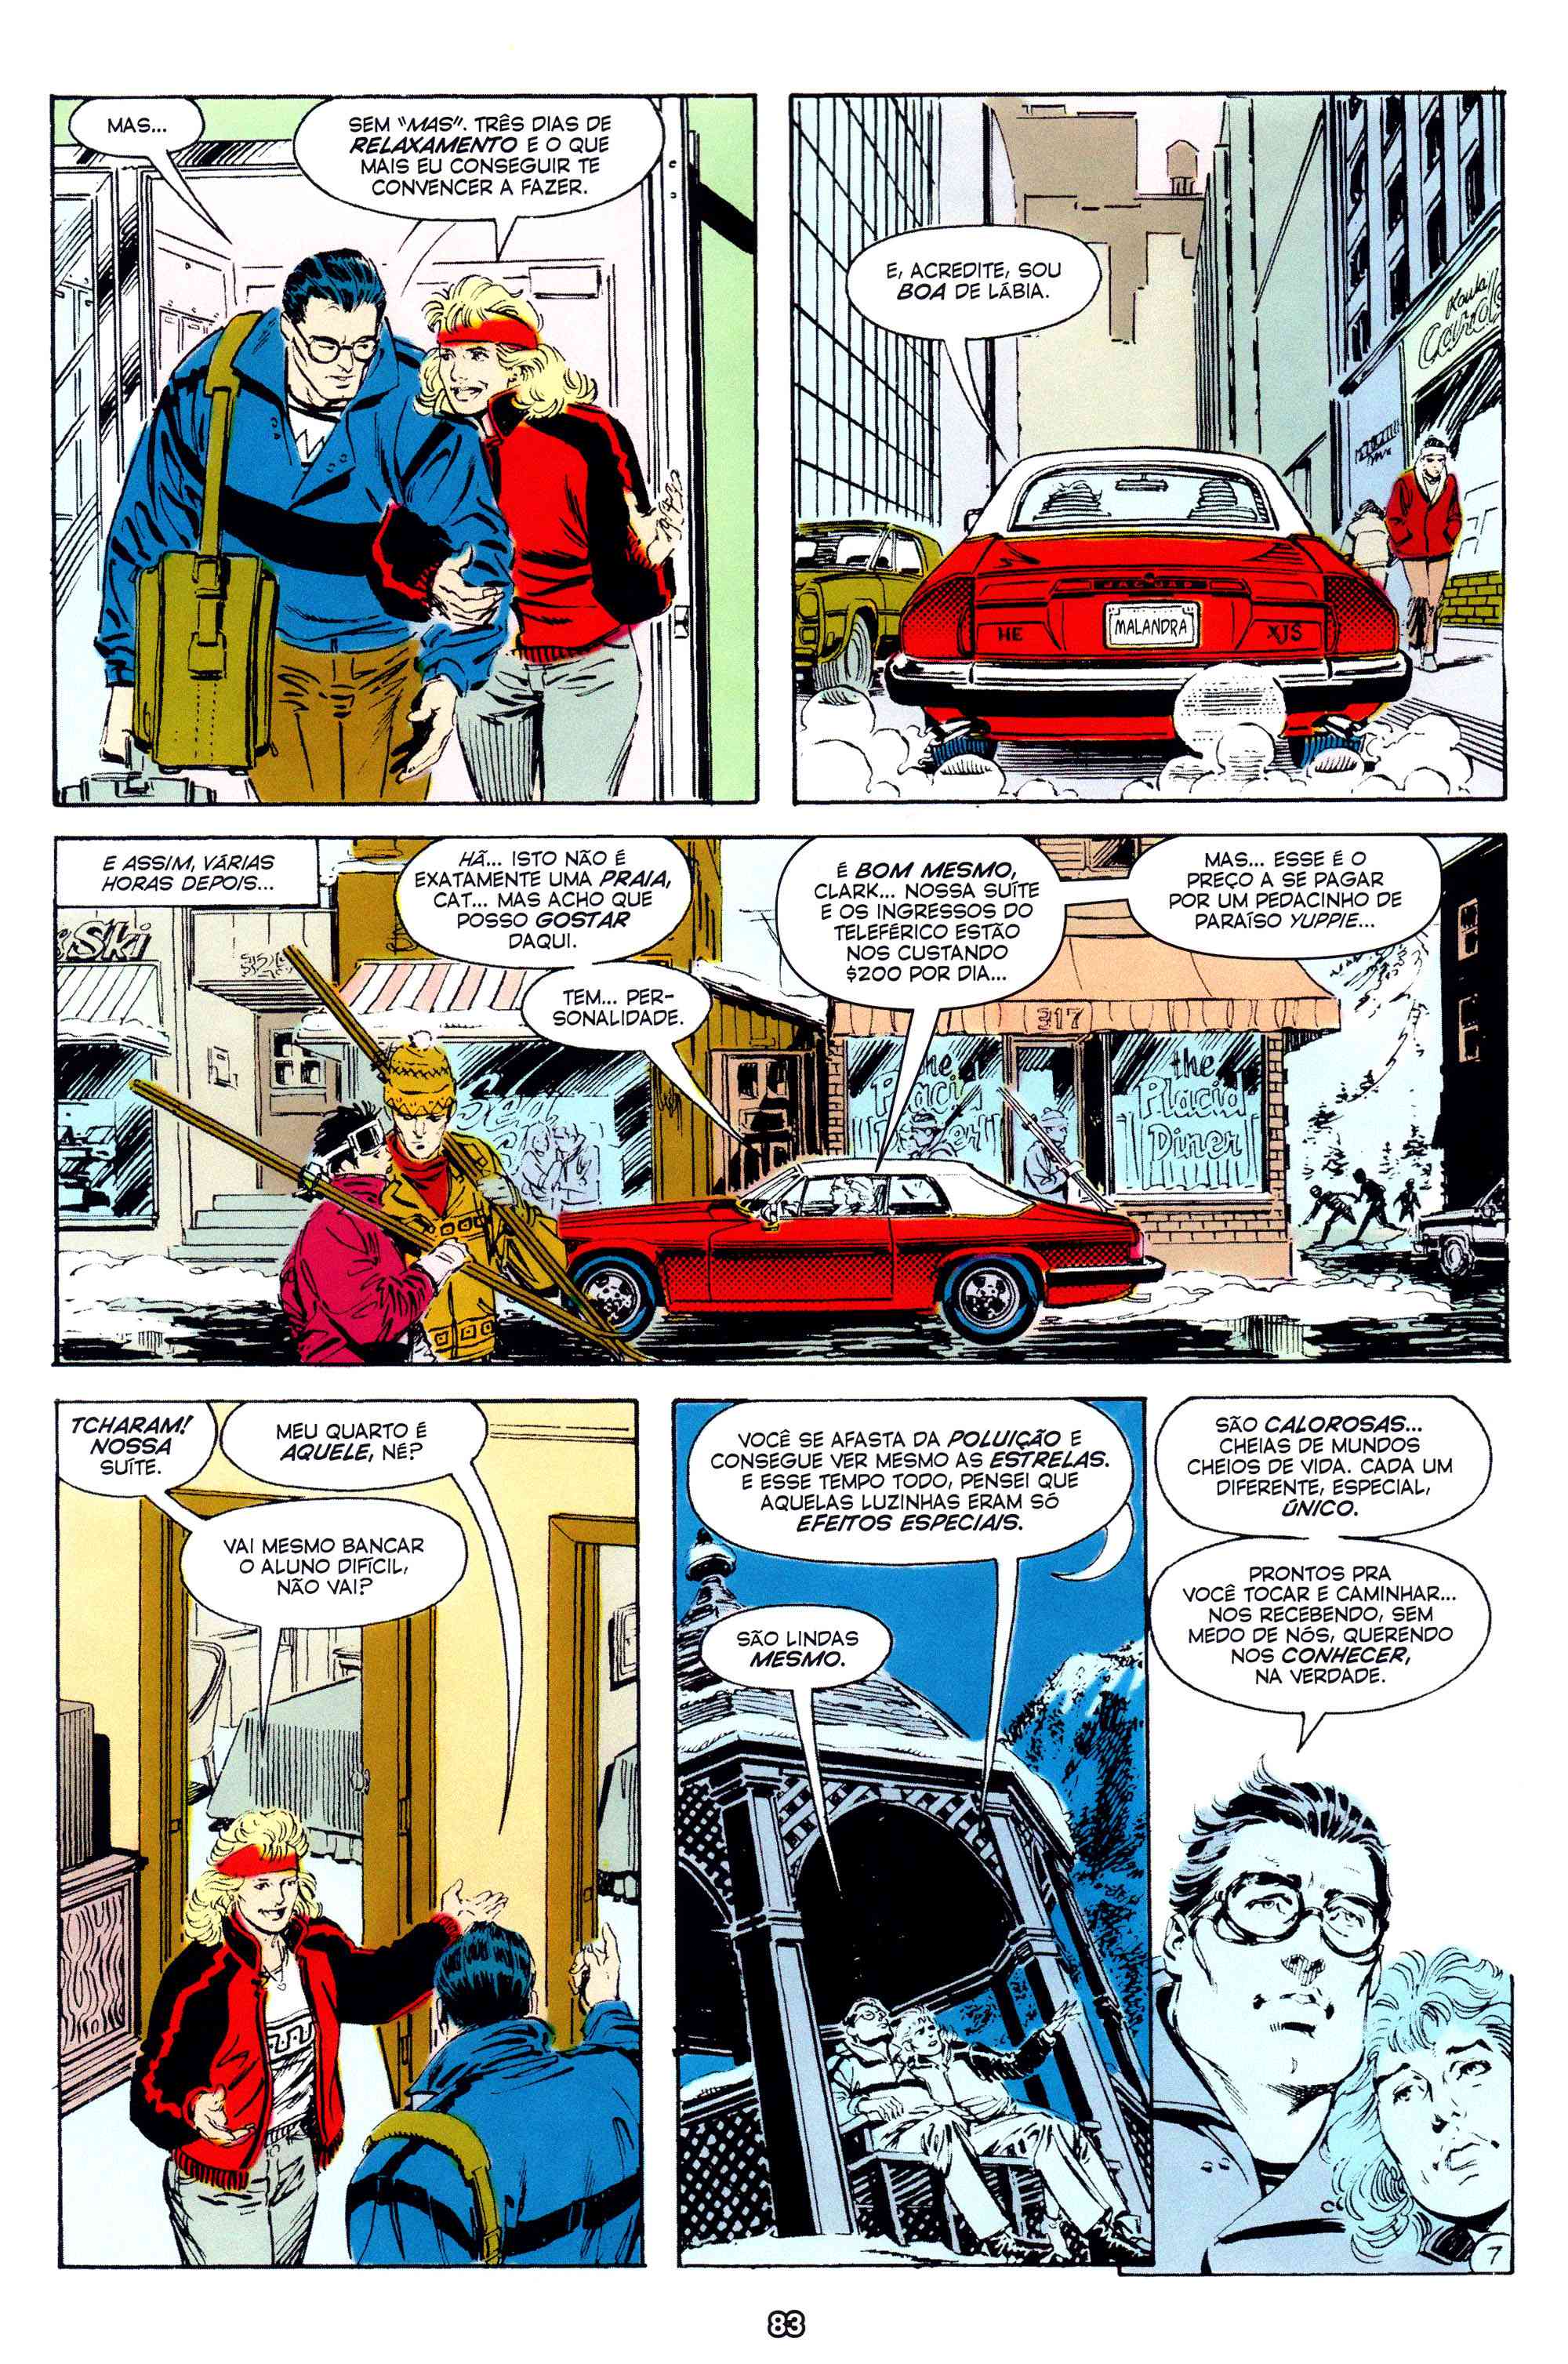 MAS...
SEM "MAS". TRÊS DIAS DE
RELAXAMENTO E O QUE
MAIS EU CONSEGUIR TE
CONVENCER A FAZER.
E, ACREDITE, SOU
BOA DE LÁBIA.
JAGUAR
HE
MALANDRA
XJS
E ASSIM, VÁRIAS
HORAS DEPOIS...
HÃ... ISTO NÃO É
EXATAMENTE UMA PRAIA,
CAT... MAS ACHO QUE
POSSO GOSTAR
DAQUI.
TEM... PER-
SONALIDADE.
É BOM MESMO,
CLARK... NOSSA SUÍTE
E OS INGRESSOS DO
TELEFÉRICO ESTÃO
NOS CUSTANDO
$200 POR DIA...
MAS... ESSE É O
PREÇO A SE PAGAR
POR UM PEDACINHO DE
PARAÍSO YUPPIE...
Ski
317
the
Placid
Diner
the
Placid
Diner
TCHARAM!
NOSSA
SUÍTE.
MEU QUARTO É
AQUELE, NÉ?
VAI MESMO BANCAR
O ALUNO DIFÍCIL,
NÃO VAI?
VOCÊ SE AFASTA DA POLUIÇÃO E
CONSEGUE VER MESMO AS ESTRELAS.
E ESSE TEMPO TODO, PENSEI QUE
AQUELAS LUZINHAS ERAM SÓ
EFEITOS ESPECIAIS.
SÃO LINDAS
MESMO.
SÃO CALOROSAS...
CHEIAS DE MUNDOS
CHEIOS DE VIDA. CADA UM
DIFERENTE, ESPECIAL,
ÚNICO.
PRONTOS PRA
VOCÊ TOCAR E CAMINHAR...
NOS RECEBENDO, SEM
MEDO DE NÓS, QUERENDO
NOS CONHECER,
NA VERDADE.
7
83